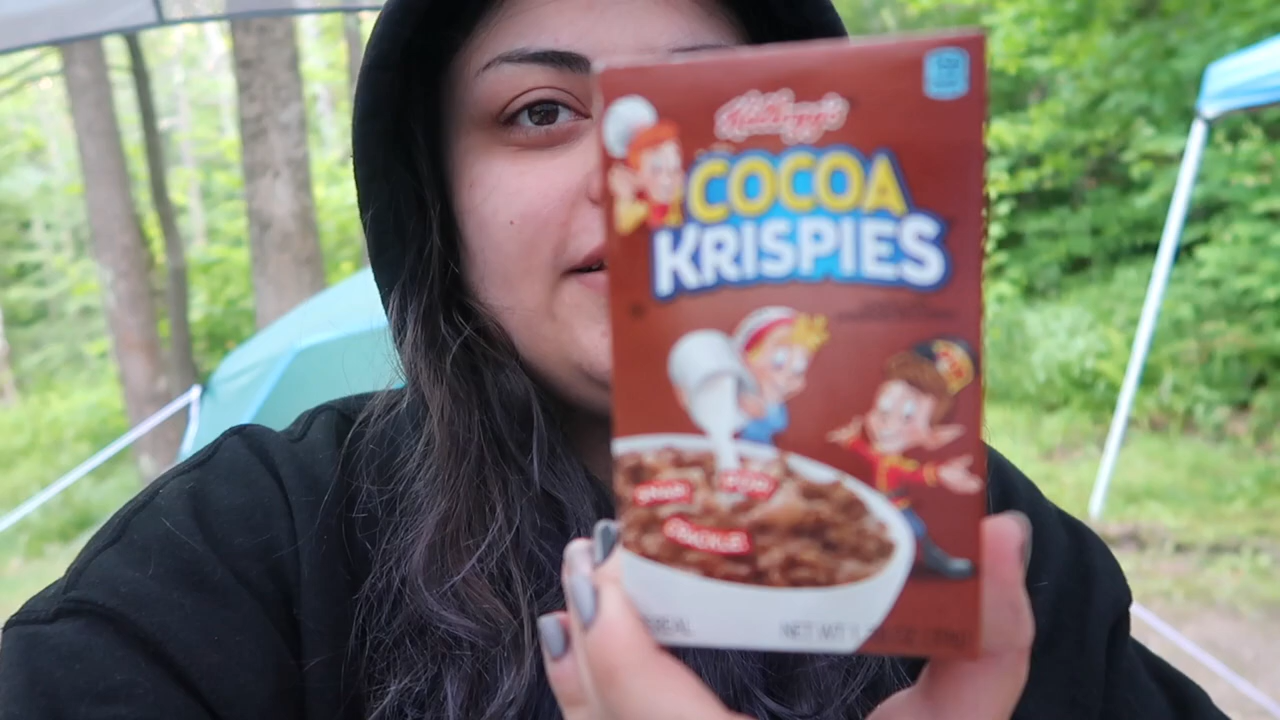 Kellogg's
COCOA
KRISPIES
SNAP!
POP!
CRACKLE!
CEREAL
NET WT